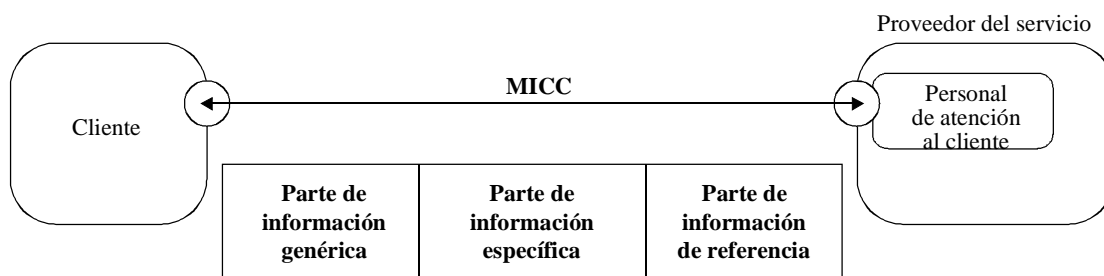 Proveedor del servicio
MICC
Cliente
Personal
de atención
al cliente
Parte de
información
genérica
Parte de
información
específica
Parte de
información
de referencia